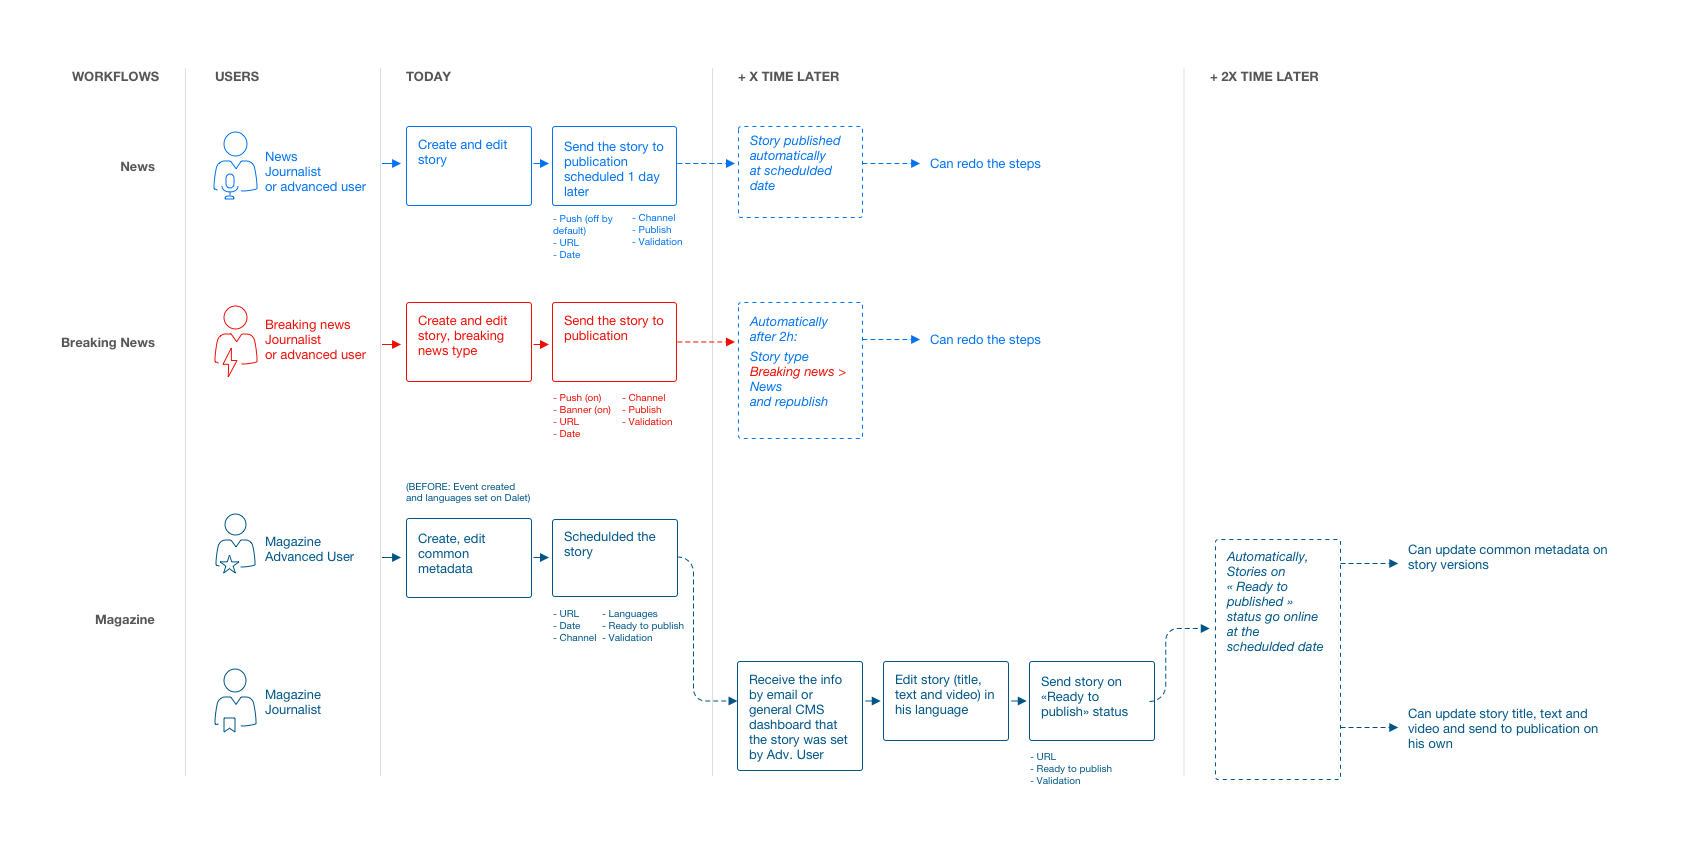 WORKFLOWS
USERS
TODAY
+ X TIME LATER
+ 2X TIME LATER
News
News
Journalist
or advanced user
Create and edit
story
Send the story to
publication
scheduled 1 day
later
- Push (off by
default)
- URL
- Date
- Channel
- Publish
- Validation
Story published
automatically
at schedulded
date
Can redo the steps
Breaking News
Breaking news
Journalist
or advanced user
Create and edit
story, breaking
news type
Send the story to
publication
- Push (on)
- Banner (on)
- URL
- Date
- Channel
- Publish
- Validation
Automatically
after 2h:
Story type
Breaking news >
News
and republish
Can redo the steps
Magazine
(BEFORE: Event created
and languages set on Dalet)
Magazine
Advanced User
Create, edit
common
metadata
Schedulded the
story
- URL
- Date
- Channel
- Languages
- Ready to publish
- Validation
Magazine
Journalist
Receive the info
by email or
general CMS
dashboard that
the story was set
by Adv. User
Edit story (title,
text and video) in
his language
Send story on
«Ready to
publish» status
- URL
- Ready to publish
- Validation
Automatically,
Stories on
« Ready to
published »
status go online
at the
schedulded date
Can update common metadata on
story versions
Can update story title, text and
video and send to publication on
his own